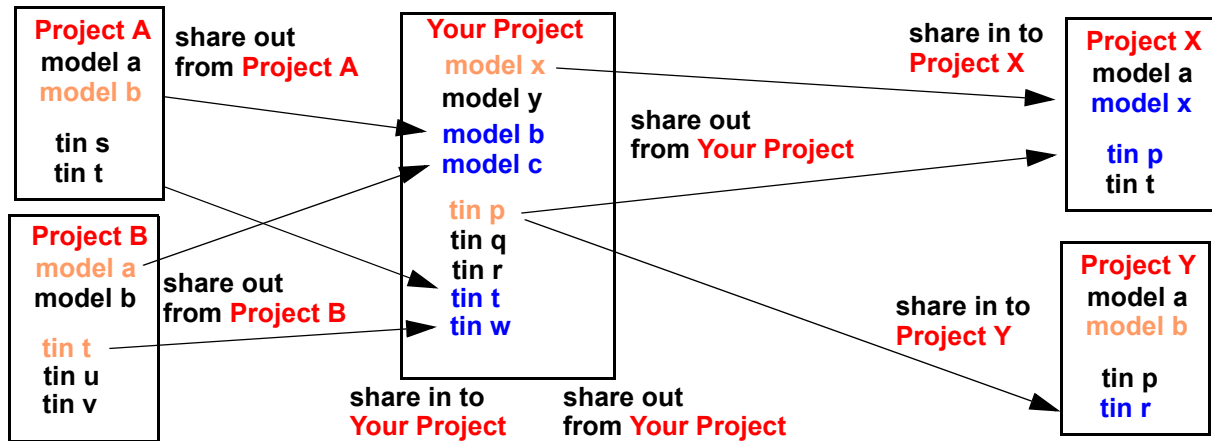 Project A
model a
model b
tin s
tin t
share out
from Project A
Project B
model a
model b
tin t
tin u
tin v
share out
from Project B
Your Project
model x
model y
model b
model c
tin p
tin q
tin r
tin t
tin w
share in to
Your Project
share out
from Your Project
share out
from Your Project
share in to
Project X
Project X
model a
model x
tin p
tin t
share in to
Project Y
Project Y
model a
model b
tin p
tin r